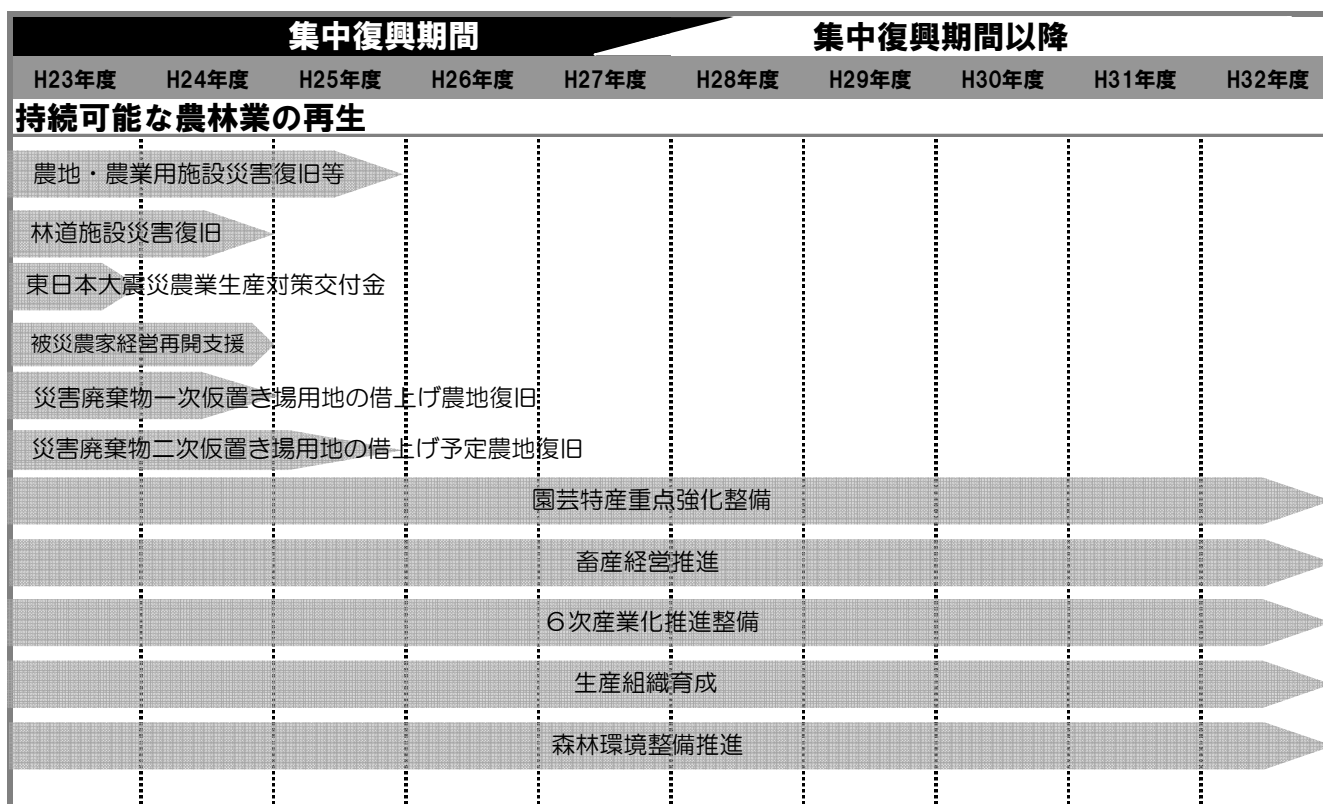 集中復興期間 集中復興期間以降
H23年度 H24年度 H25年度 H26年度 H27年度 H28年度 H29年度 H30年度 H31年度 H32年度
持続可能な農林業の再生
農地・農業用施設災害復旧等
林道施設災害復旧
東日本大震災農業生産対策交付金
被災農家経営再開支援
災害廃棄物一次仮置き場用地の借上げ農地復旧
災害廃棄物二次仮置き場用地の借上げ予定農地復旧
園芸特産重点強化整備
畜産経営推進
６次産業化推進整備
生産組織育成
森林環境整備推進